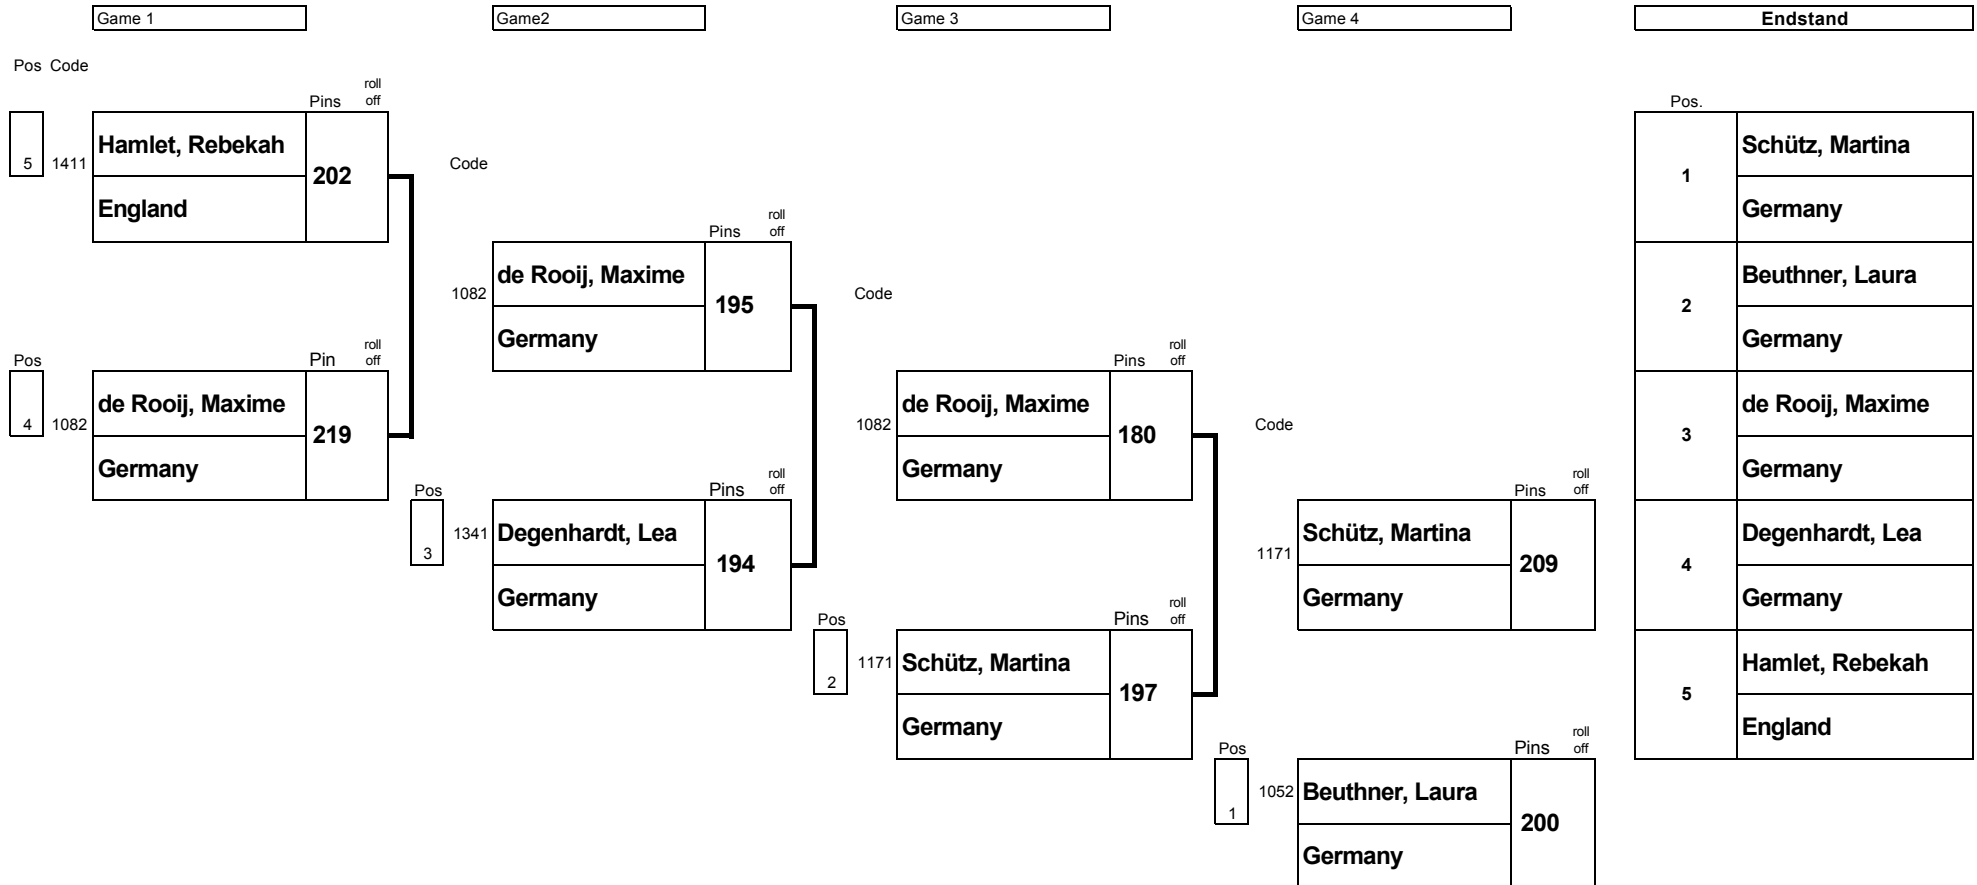 Game 1 Game2 Game 3 Game 4 Endstand
Pos Code
Pins roll off Pos.
5 1411 Hamlet, Rebekah 202 Code 1 Schütz, Martina
England Germany
Pins roll off
1082 de Rooij, Maxime 195 Code 2 Beuthner, Laura
Germany Germany
Pos Pin roll off Pins roll off
4 1082 de Rooij, Maxime 219 1082 de Rooij, Maxime 180 Code 3 de Rooij, Maxime
Germany Germany Germany
Pos Pins roll off Pins roll off
3 1341 Degenhardt, Lea 194 1171 Schütz, Martina 209 4 Degenhardt, Lea
Germany Germany Germany
Pos Pins roll off
2 1171 Schütz, Martina 197 5 Hamlet, Rebekah
Germany England
Pos Pins roll off
1 1052 Beuthner, Laura 200
Germany